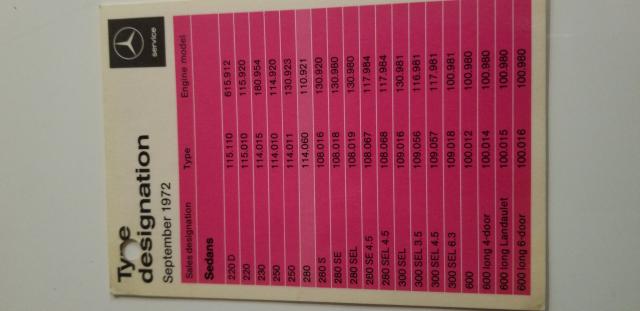 service
Type
designation
September 1972
Sales designation Type Engine model
Sedans
220 D 115.110 615.912
220 115.010 115.920
230 114.015 180.954
250 114.010 114.920
250 114.011 130.923
280 114.060 110.921
280 S 108.016 130.920
280 SE 108.018 130.980
280 SEL 108.019 130.980
280 SE 4.5 108.067 117.984
280 SEL 4.5 108.068 117.984
300 SEL 109.016 130.981
300 SEL 3.5 109.056 116.981
300 SEL 4.5 109.057 117.981
300 SEL 6.3 109.018 100.981
600 100.012 100.980
600 long 4-door 100.014 100.980
600 long Landaulet 100.015 100.980
600 long 6-door 100.016 100.980